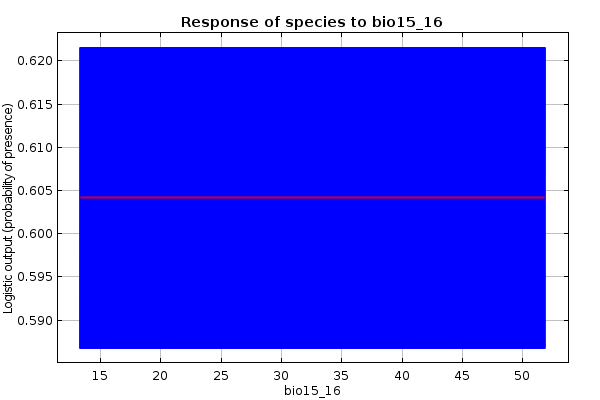 Response of species to bio15_16
Logistic output (probability of presence)
0.620
0.615
0.610
0.605
0.600
0.595
0.590
15 20 25 30 35 40 45 50
bio15_16